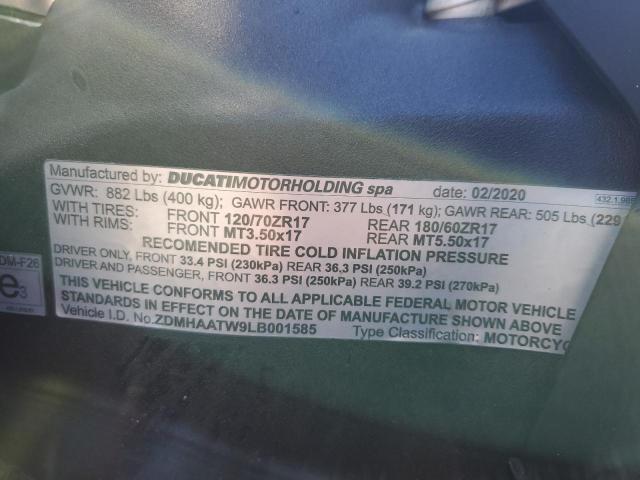 Manufactured by: DUCATIMOTORHOLDING spa date: 02/2020
GVWR: 882 Lbs (400 kg); GAWR FRONT: 377 Lbs (171 kg); GAWR REAR: 505 Lbs (229
WITH TIRES: FRONT 120/70ZR17 REAR 180/60ZR17
WITH RIMS: FRONT MT3.50x17 REAR MT5.50x17
RECOMENDED TIRE COLD INFLATION PRESSURE
DRIVER ONLY, FRONT 33.4 PSI (230kPa) REAR 36.3 PSI (250kPa)
DRIVER AND PASSENGER, FRONT 36.3 PSI (250kPa) REAR 39.2 PSI (270kPa)
THIS VEHICLE CONFORMS TO ALL APPLICABLE FEDERAL MOTOR VEHICLE
STANDARDS IN EFFECT ON THE DATE OF MANUFACTURE SHOWN ABOVE
Vehicle I.D. No.ZDMHAATW9LB001585 Type Classification: MOTORCYC
DM-F26
e3